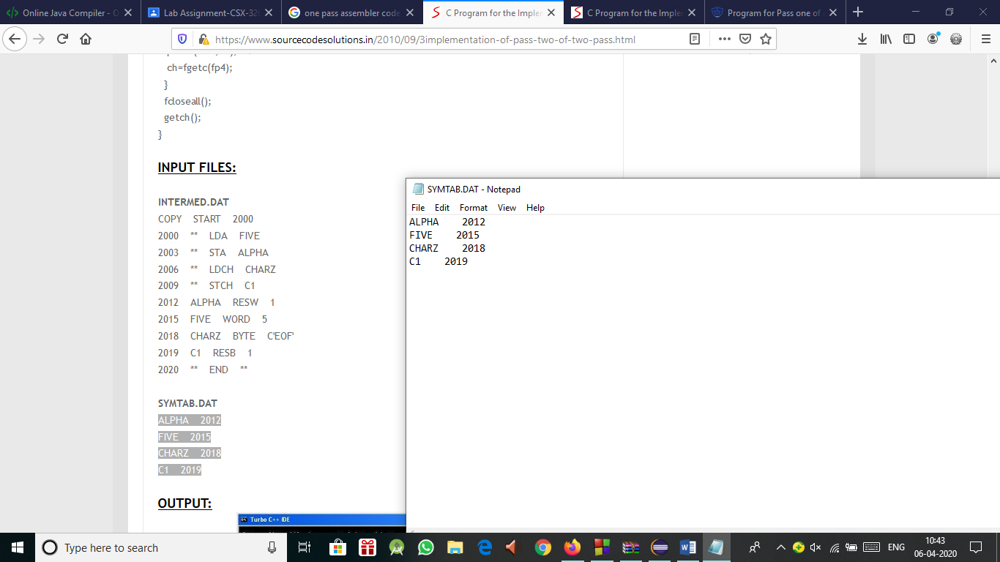 Online Java Compiler - O
Lab Assignment-CSX-32
one pass assembler code
C Program for the Impler
C Program for the Imple
Program for Pass one of
https://www.sourcecodesolutions.in/2010/09/3implementation-of-pass-two-of-two-pass.html
ch=fgetc(fp4);
}
fcloseall();
getch();
}
INPUT FILES:
INTERMED.DAT
COPY START 2000
2000 ** LDA FIVE
2003 ** STA ALPHA
2006 ** LDCH CHARZ
2009 ** STCH C1
2012 ALPHA RESW 1
2015 FIVE WORD 5
2018 CHARZ BYTE C'EOF'
2019 C1 RESB 1
2020 ** END **
SYMTAB.DAT
ALPHA 2012
FIVE 2015
CHARZ 2018
C1 2019
OUTPUT:
Turbo C++ IDE
SYMTAB.DAT - Notepad
File Edit Format View Help
ALPHA 2012
FIVE 2015
CHARZ 2018
C1 2019
Type here to search
ENG
10:43
06-04-2020